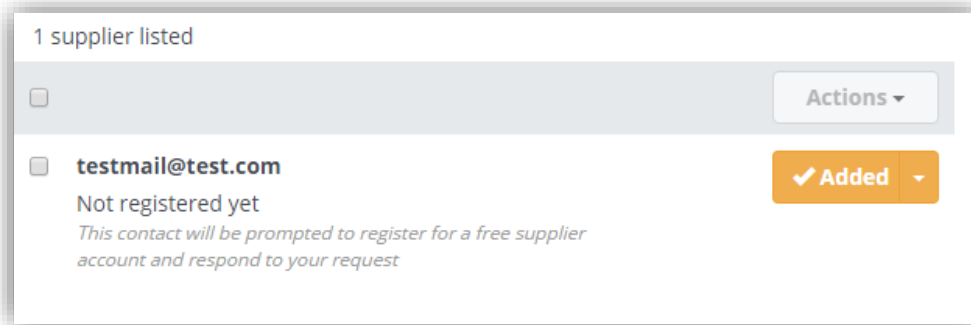 1 supplier listed
Actions
testmail@test.com
Added
Not registered yet
This contact will be prompted to register for a free supplier
account and respond to your request